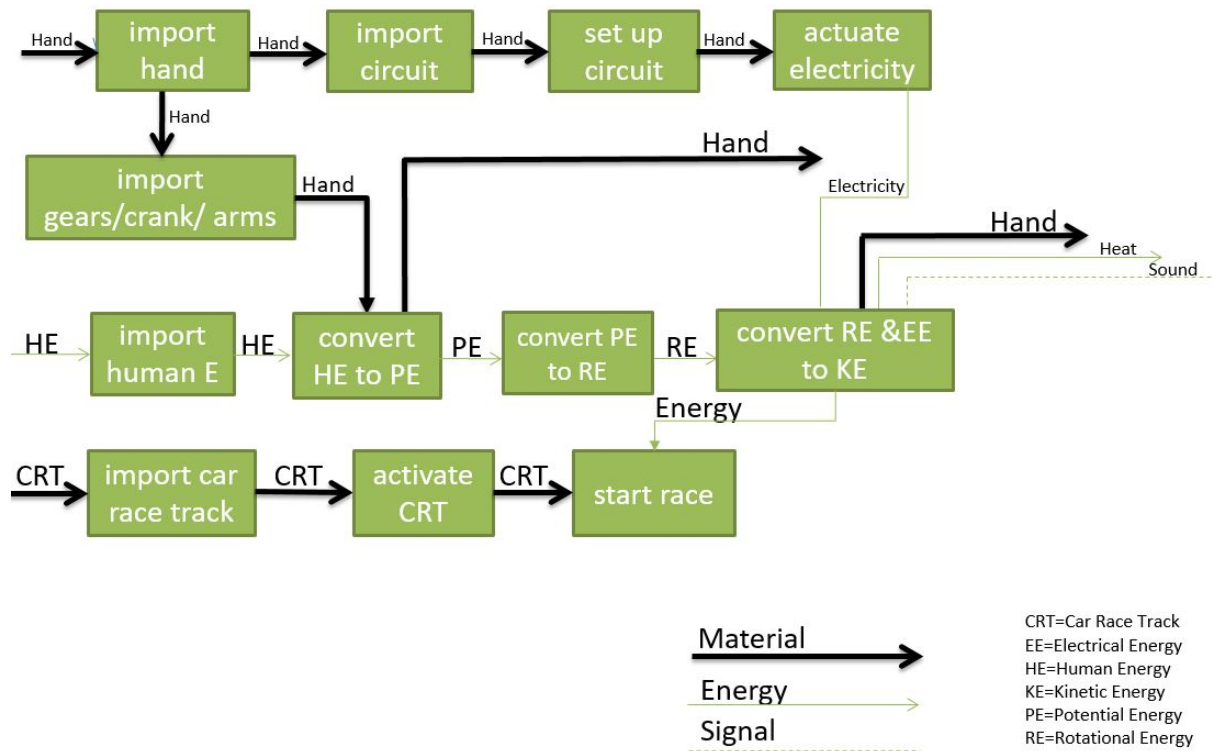 Hand
import
hand
Hand
import
circuit
Hand
set up
circuit
Hand
actuate
electricity
Hand
import
gears/crank/ arms
Hand
Hand
Electricity
Hand
Heat
Sound
HE
import
human E
HE
convert
HE to PE
PE
convert PE
to RE
RE
convert RE &EE
to KE
Energy
CRT
import car
race track
CRT
activate
CRT
CRT
start race
Material
Energy
Signal
CRT=Car Race Track
EE=Electrical Energy
HE=Human Energy
KE=Kinetic Energy
PE=Potential Energy
RE=Rotational Energy